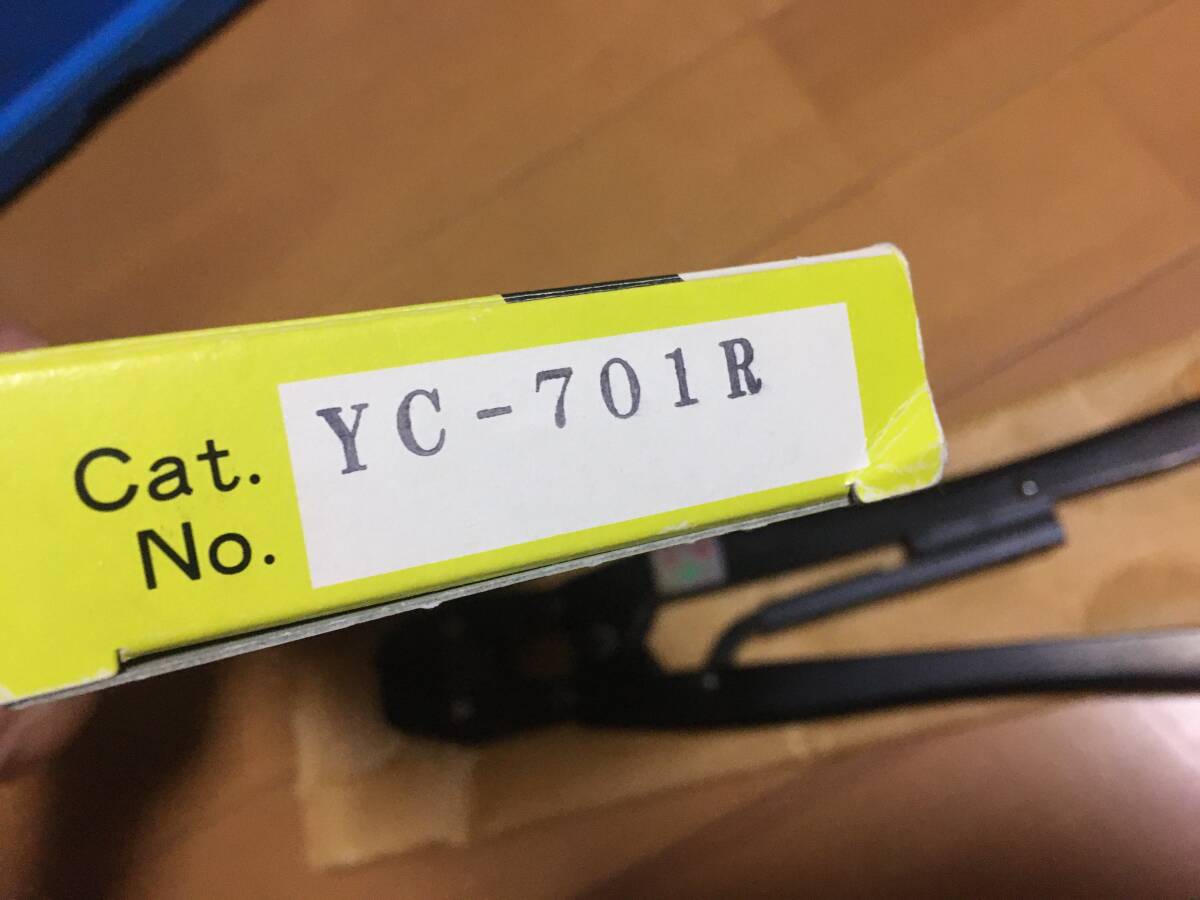 Cat.
No.
YC-701R